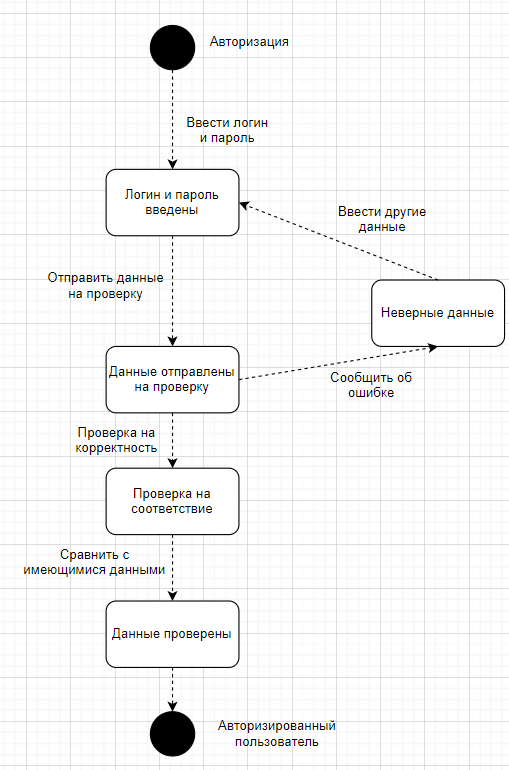 Авторизация
Ввести логин
и пароль
Логин и пароль
введены
Ввести другие
данные
Отправить данные
на проверку
Неверные данные
Данные отправлены
на проверку
Сообщить об
ошибке
Проверка на
корректность
Проверка на
соответствие
Сравнить с
имеющимися данными
Данные проверены
Авторизированный
пользователь